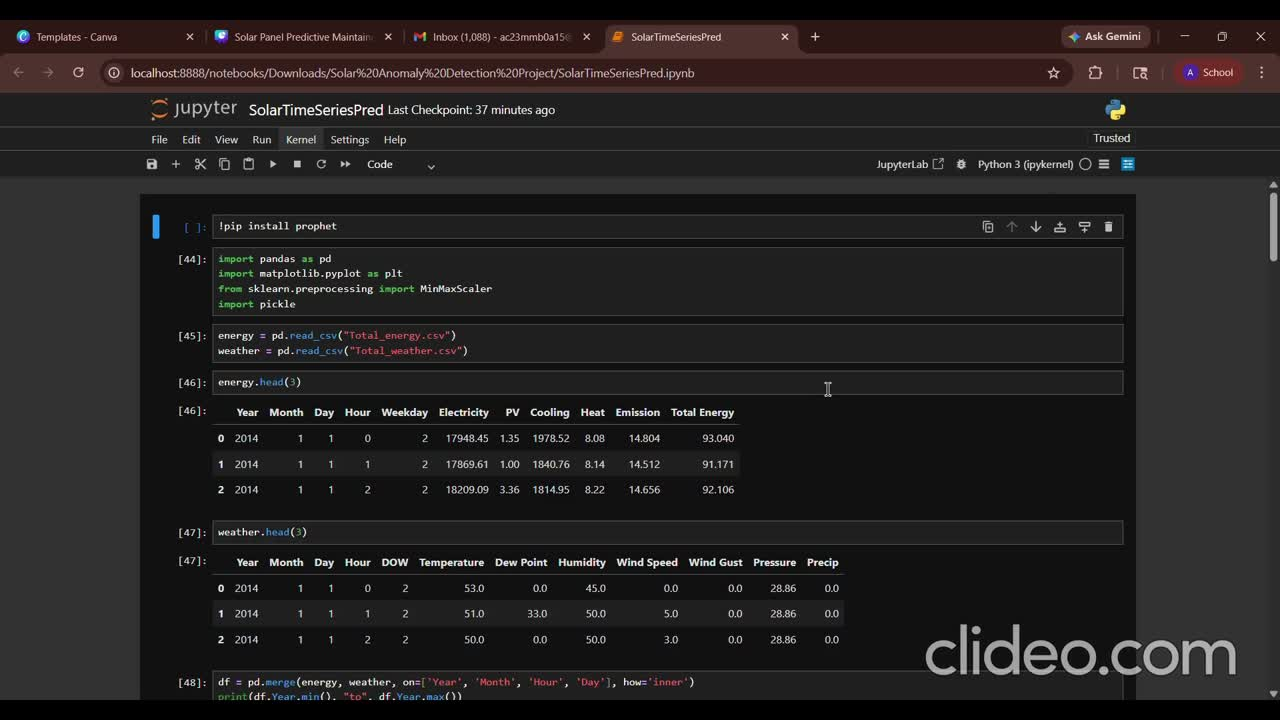 Templates - Canva
Solar Panel Predictive Maintain
Inbox (1,088) - ac23mmb0a15
SolarTimeSeriesPred
Ask Gemini
localhost:8888/notebooks/Downloads/Solar%20Anomaly%20Detection%20Project/SolarTimeSeriesPred.ipynb
A School
jupyter SolarTimeSeriesPred Last Checkpoint: 37 minutes ago
File Edit View Run Kernel Settings Help
Trusted
Code
JupyterLab
Python 3 (ipykernel)
[ ]: !pip install prophet
[44]: import pandas as pd
import matplotlib.pyplot as plt
from sklearn.preprocessing import MinMaxScaler
import pickle
[45]: energy = pd.read_csv("Total_energy.csv")
weather = pd.read_csv("Total_weather.csv")
[46]: energy.head(3)
[46]: Year Month Day Hour Weekday Electricity PV Cooling Heat Emission Total Energy
0 2014 1 1 0 2 17948.45 1.35 1978.52 8.08 14.804 93.040
1 2014 1 1 1 2 17869.61 1.00 1840.76 8.14 14.512 91.171
2 2014 1 1 2 2 18209.09 3.36 1814.95 8.22 14.656 92.106
[47]: weather.head(3)
[47]: Year Month Day Hour DOW Temperature Dew Point Humidity Wind Speed Wind Gust Pressure Precip
0 2014 1 1 0 2 53.0 0.0 45.0 0.0 0.0 28.86 0.0
1 2014 1 1 1 2 51.0 33.0 50.0 5.0 0.0 28.86 0.0
2 2014 1 1 2 2 50.0 0.0 50.0 3.0 0.0 28.86 0.0
[48]: df = pd.merge(energy, weather, on=['Year', 'Month', 'Hour', 'Day'], how='inner')
print(df.Year.min(), "to", df.Year.max())
clideo.com